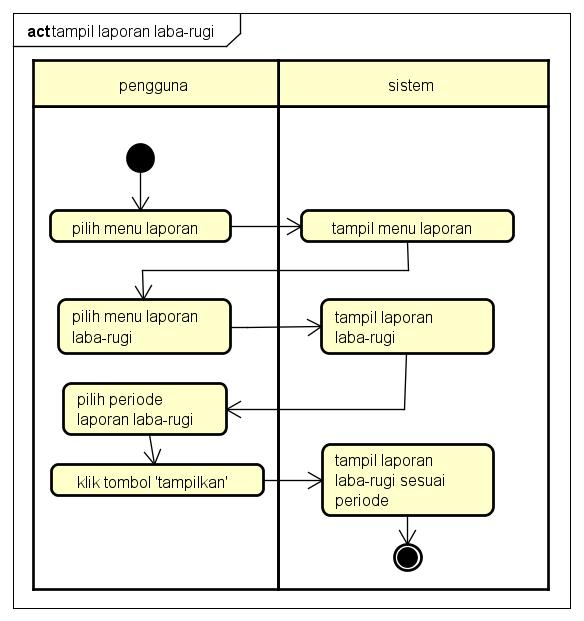 act tampil laporan laba-rugi
pengguna
sistem
pilih menu laporan
tampil menu laporan
pilih menu laporan
laba-rugi
tampil laporan
laba-rugi
pilih periode
laporan laba-rugi
klik tombol 'tampilkan'
tampil laporan
laba-rugi sesuai
periode